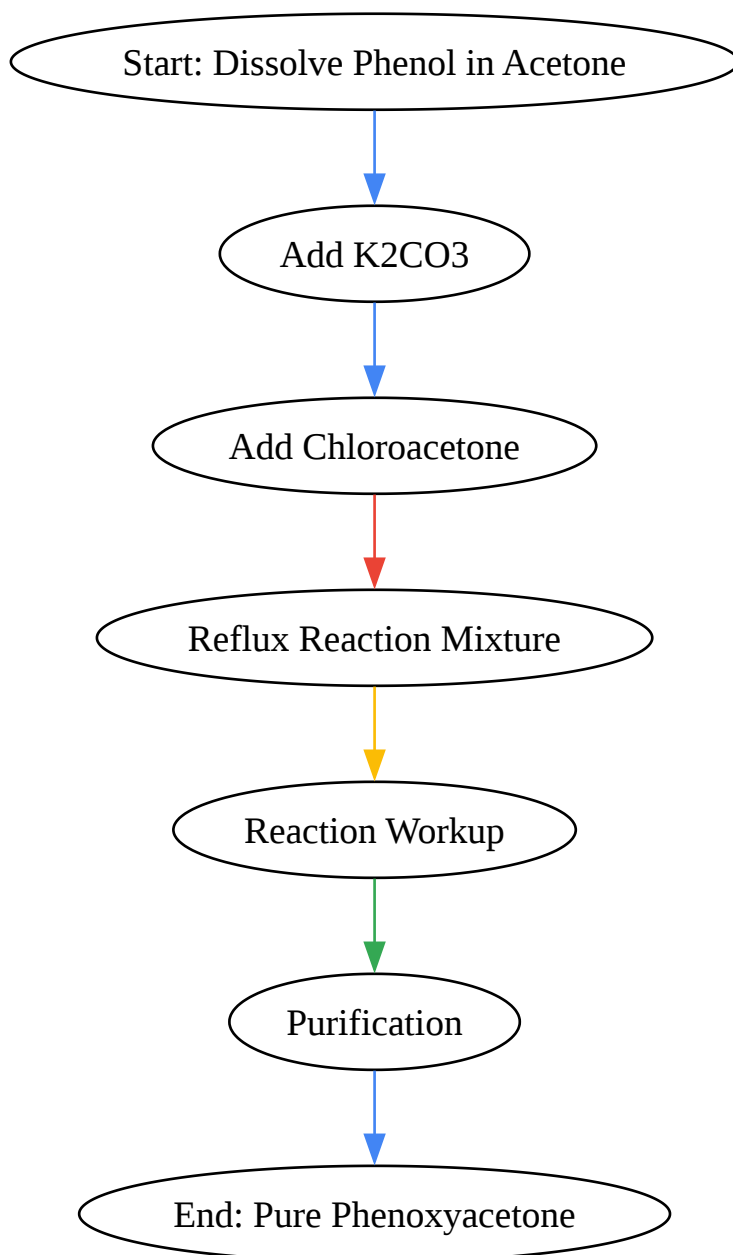 Start: Dissolve Phenol in Acetone
Add K2CO3
Add Chloroacetone
Reflux Reaction Mixture
Reaction Workup
Purification
End: Pure Phenoxyacetone